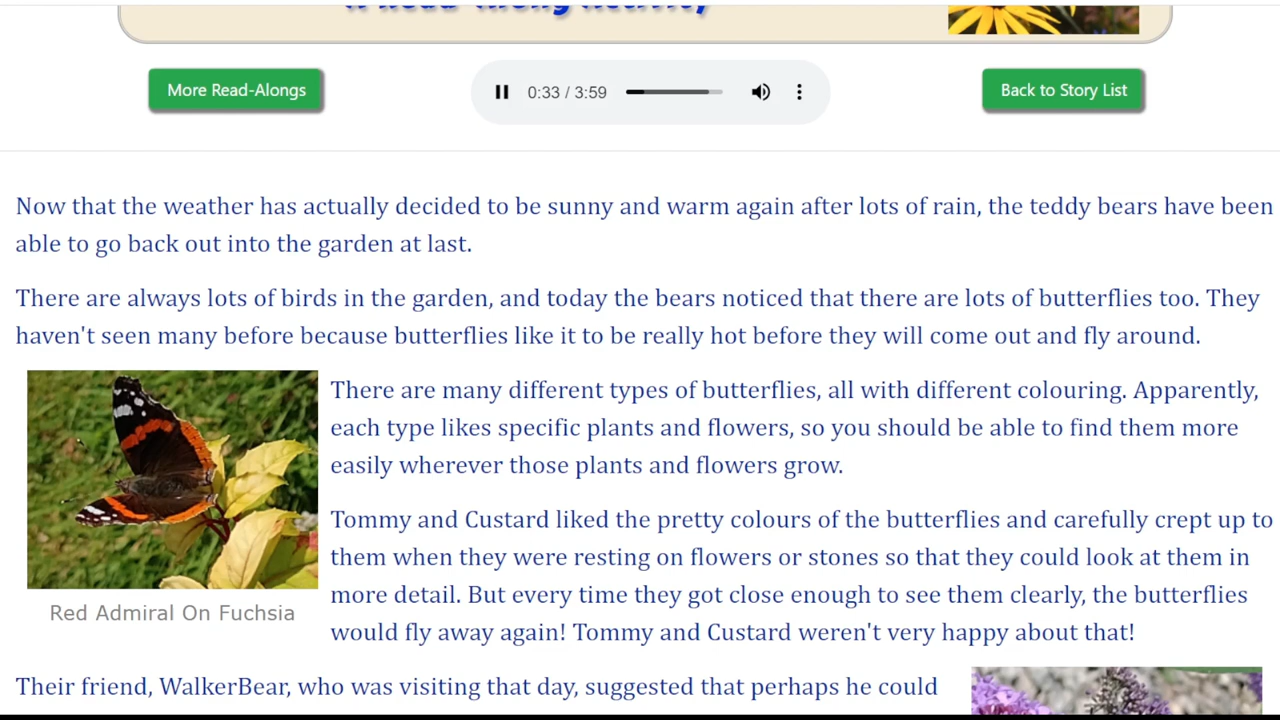 More Read-Alongs
0:33 / 3:59
Back to Story List
Now that the weather has actually decided to be sunny and warm again after lots of rain, the teddy bears have been
able to go back out into the garden at last.
There are always lots of birds in the garden, and today the bears noticed that there are lots of butterflies too. They
haven't seen many before because butterflies like it to be really hot before they will come out and fly around.
There are many different types of butterflies, all with different colouring. Apparently,
each type likes specific plants and flowers, so you should be able to find them more
easily wherever those plants and flowers grow.
Tommy and Custard liked the pretty colours of the butterflies and carefully crept up to
them when they were resting on flowers or stones so that they could look at them in
more detail. But every time they got close enough to see them clearly, the butterflies
would fly away again! Tommy and Custard weren't very happy about that!
Red Admiral On Fuchsia
Their friend, WalkerBear, who was visiting that day, suggested that perhaps he could